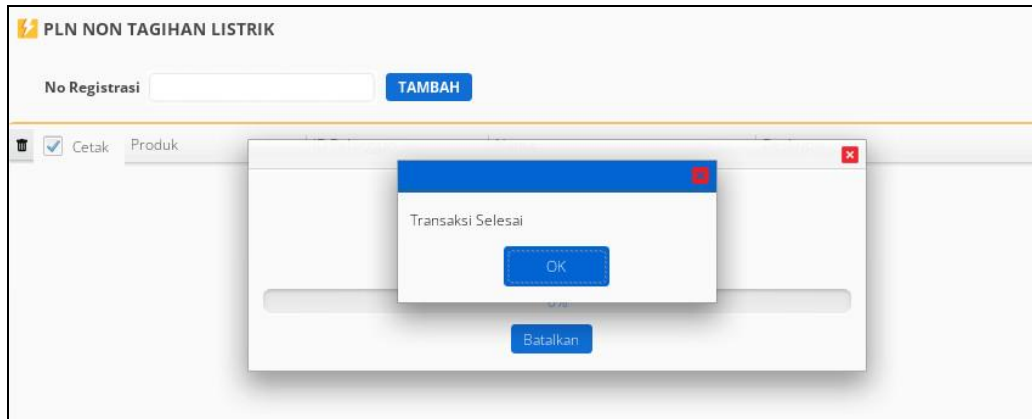 PLN NON TAGIHAN LISTRIK
No Registrasi TAMBAH
Cetak Produk
Transaksi Selesai
OK
Batalkan